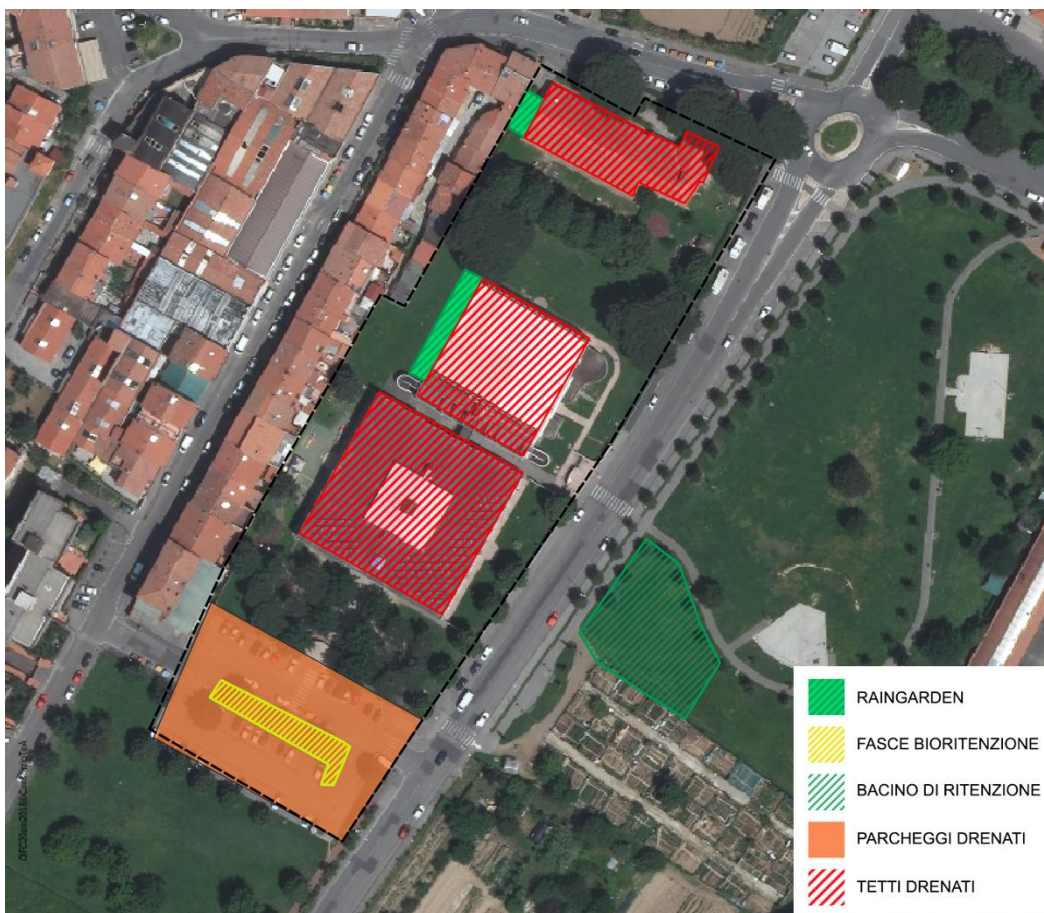 RAINGARDEN
FASCE BIORITENZIONE
BACINO DI RITENZIONE
PARCHEGGI DRENATI
TETTI DRENATI